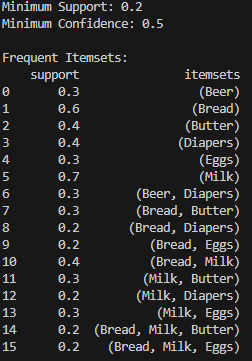 Minimum Support: 0.2
Minimum Confidence: 0.5
Frequent Itemsets:
support itemsets
0 0.3 (Beer)
1 0.6 (Bread)
2 0.4 (Butter)
3 0.4 (Diapers)
4 0.3 (Eggs)
5 0.7 (Milk)
6 0.3 (Beer, Diapers)
7 0.3 (Bread, Butter)
8 0.2 (Bread, Diapers)
9 0.2 (Bread, Eggs)
10 0.4 (Bread, Milk)
11 0.3 (Milk, Butter)
12 0.2 (Milk, Diapers)
13 0.3 (Milk, Eggs)
14 0.2 (Bread, Milk, Butter)
15 0.2 (Bread, Milk, Eggs)